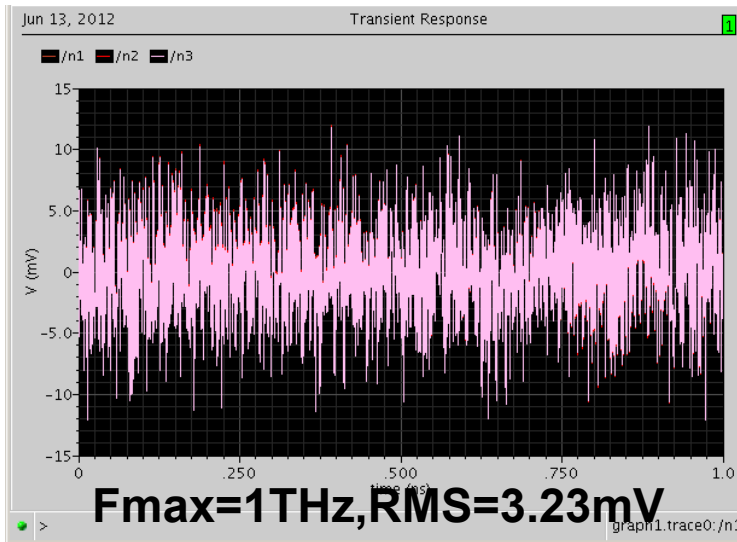 Jun 13, 2012 Transient Response 1
/n1 /n2 /n3
15
10
5.0
0
-5.0
-10
-15
V (mV)
0 .250 .500 .750 1.0
time (ns)
Fmax=1THz,RMS=3.23mV
> graph1.trace0:/n1